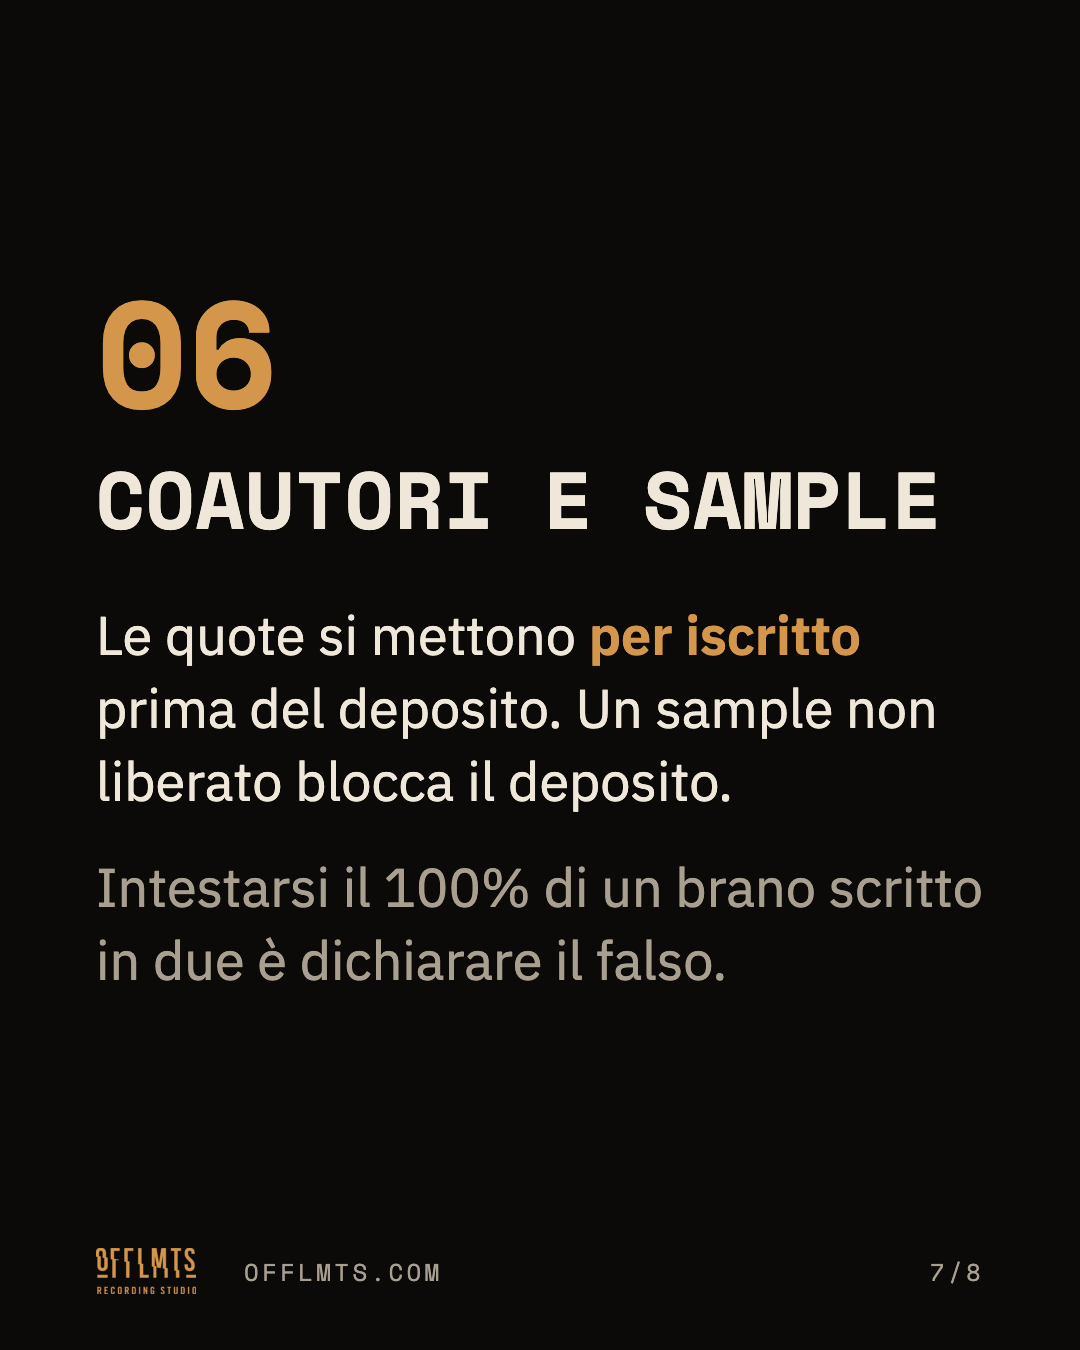 06
COAUTORI E SAMPLE
Le quote si mettono per iscritto
prima del deposito. Un sample non
liberato blocca il deposito.
Intestarsi il 100% di un brano scritto
in due è dichiarare il falso.
OFFLMTS
RECORDING STUDIO
OFFLMTS.COM
7/8